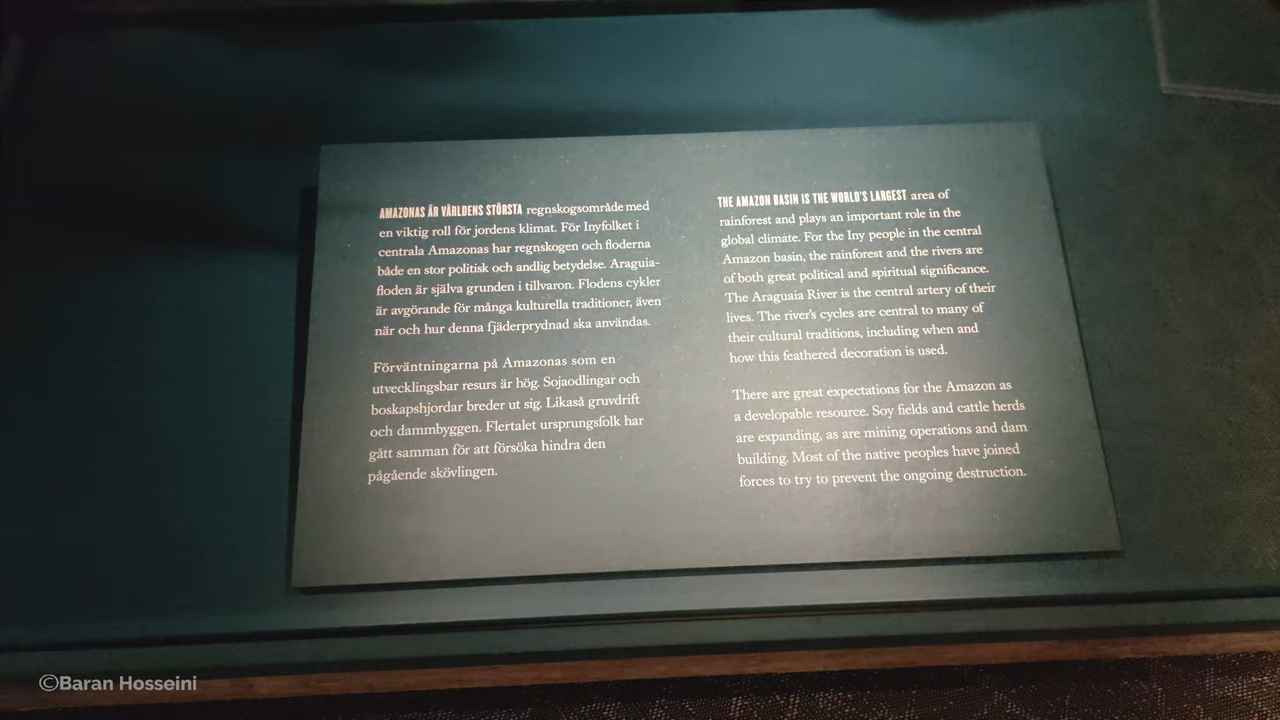 AMAZONAS ÄR VÄRLDENS STÖRSTA regnskogsområde med
en viktig roll för jordens klimat. För Inyfolket i
centrala Amazonas har regnskogen och floderna
både en stor politisk och andlig betydelse. Araguia-
floden är själva grunden i tillvaron. Flodens cykler
är avgörande för många kulturella traditioner, även
när och hur denna fjäderprydnad ska användas.
Förväntningarna på Amazonas som en
utvecklingsbar resurs är hög. Sojaodlingar och
boskapshjordar breder ut sig. Likaså gruvdrift
och dammbyggen. Flertalet ursprungsfolk har
gått samman för att försöka hindra den
pågående skövlingen.
THE AMAZON BASIN IS THE WORLD'S LARGEST area of
rainforest and plays an important role in the
global climate. For the Iny people in the central
Amazon basin, the rainforest and the rivers are
of both great political and spiritual significance.
The Araguaia River is the central artery of their
lives. The river's cycles are central to many of
their cultural traditions, including when and
how this feathered decoration is used.
There are great expectations for the Amazon as
a developable resource. Soy fields and cattle herds
are expanding, as are mining operations and dam
building. Most of the native peoples have joined
forces to try to prevent the ongoing destruction.
©Baran Hosseini